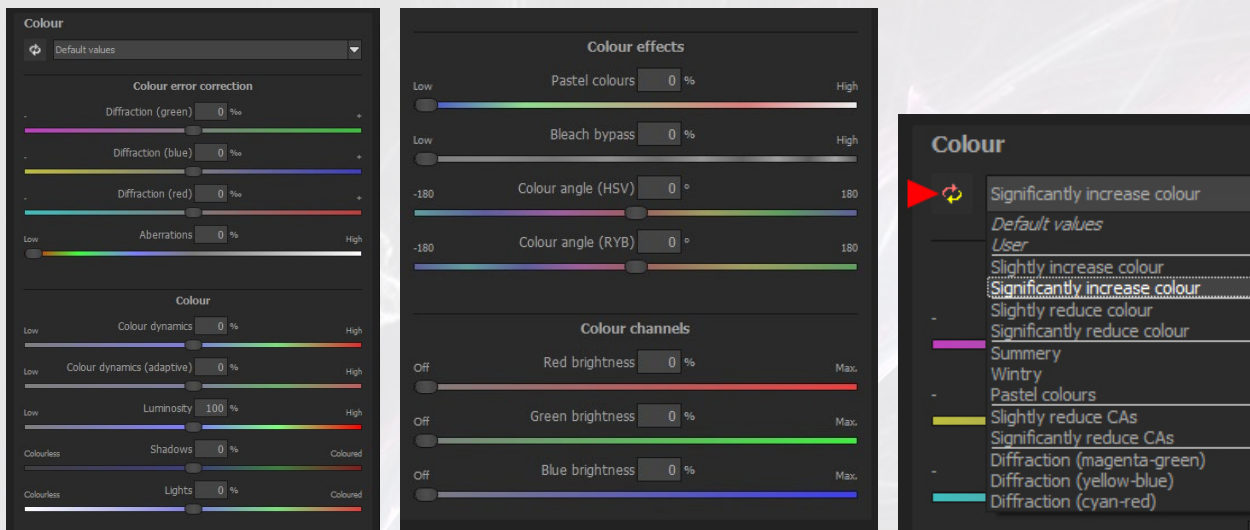 Colour
Default values
Colour error correction
Diffraction (green) 0 ‰
- +
Diffraction (blue) 0 ‰
- +
Diffraction (red) 0 ‰
- +
Aberrations 0 %
Low High
Colour
Colour dynamics 0 %
Low High
Colour dynamics (adaptive) 0 %
Low High
Luminosity 100 %
Low High
Shadows 0 %
Colourless Coloured
Lights 0 %
Colourless Coloured
Colour effects
Pastel colours 0 %
Low High
Bleach bypass 0 %
Low High
Colour angle (HSV) 0 °
-180 180
Colour angle (RYB) 0 °
-180 180
Colour channels
Red brightness 0 %
Off Max.
Green brightness 0 %
Off Max.
Blue brightness 0 %
Off Max.
Colour
Significantly increase colour
Default values
User
Slightly increase colour
Significantly increase colour
Slightly reduce colour
Significantly reduce colour
Summery
Wintry
Pastel colours
Slightly reduce CAs
Significantly reduce CAs
Diffraction (magenta-green)
Diffraction (yellow-blue)
Diffraction (cyan-red)
-
-
-